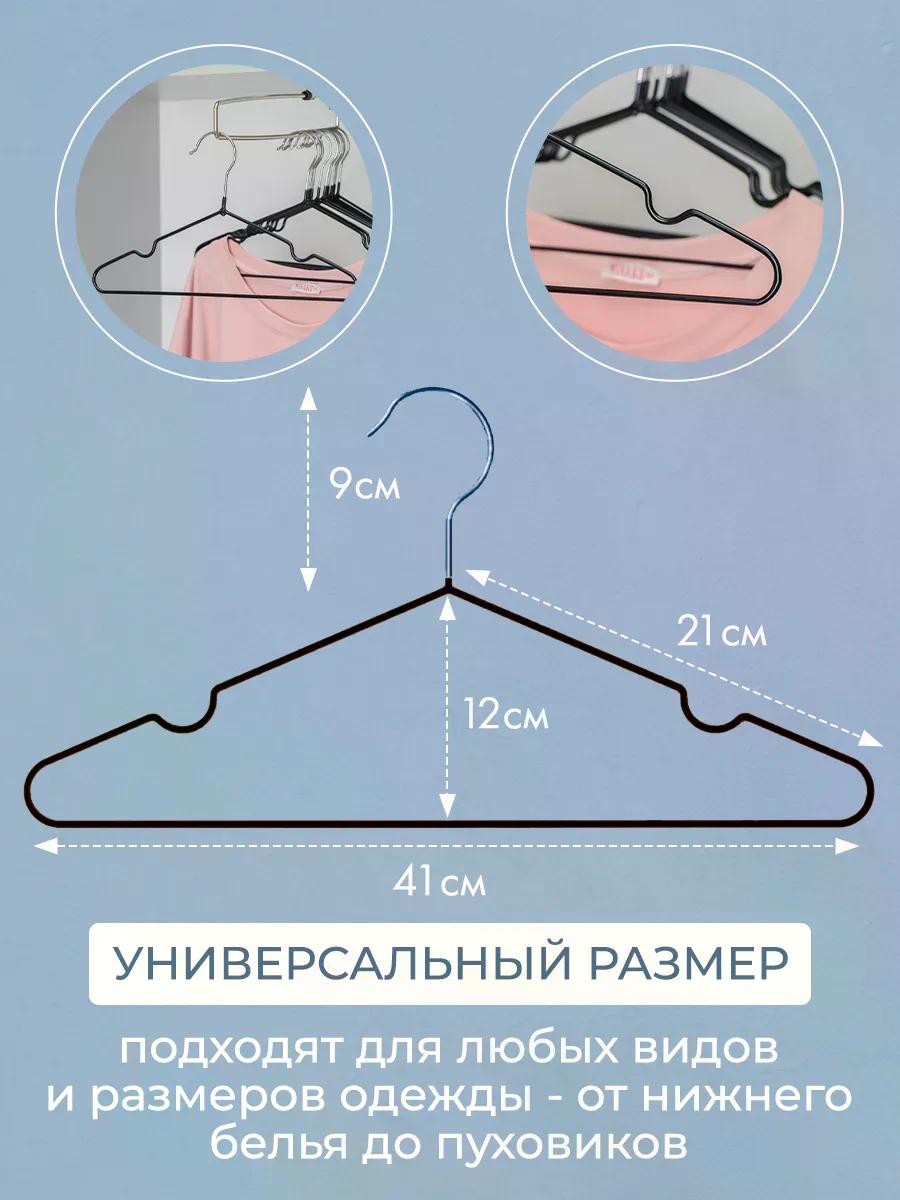 9см
21см
12см
41см
УНИВЕРСАЛЬНЫЙ РАЗМЕР
подходят для любых видов
и размеров одежды - от нижнего
белья до пуховиков